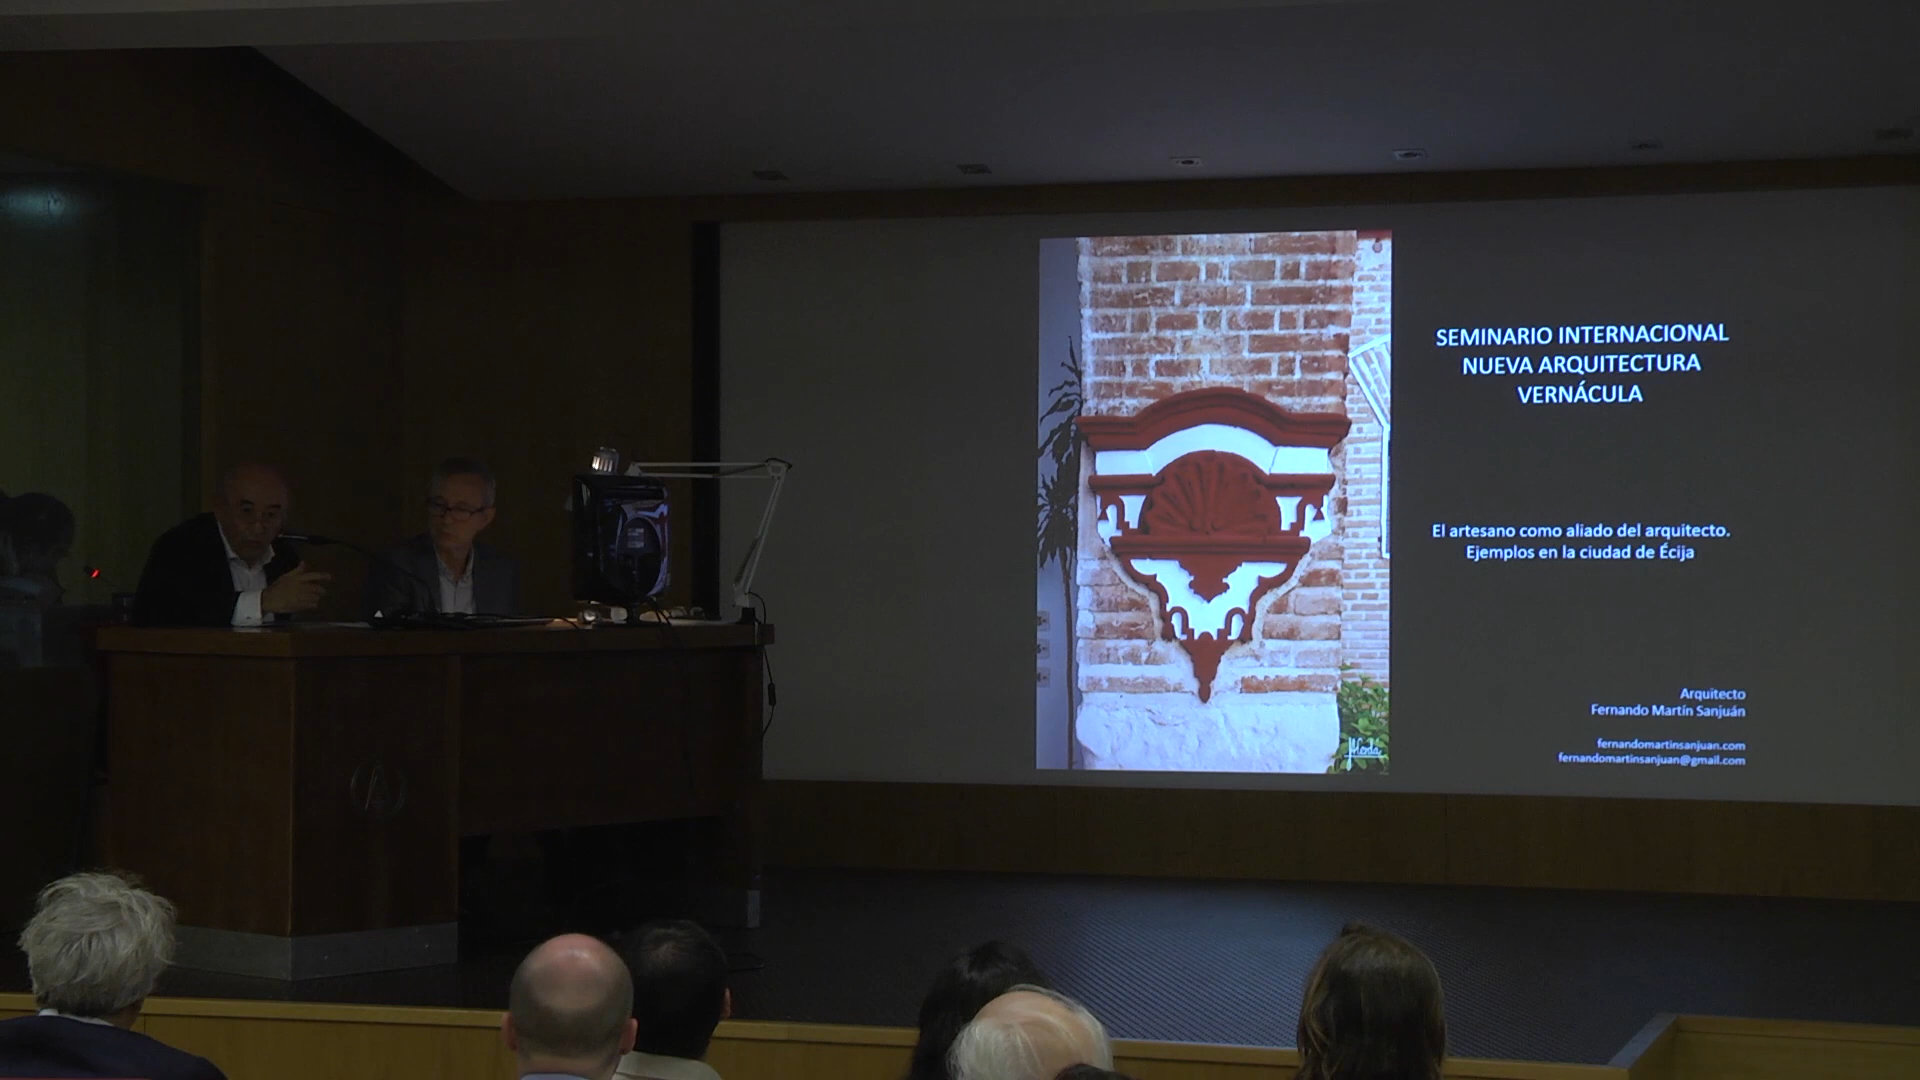 SEMINARIO INTERNACIONAL
NUEVA ARQUITECTURA
VERNÁCULA
El artesano como aliado del arquitecto.
Ejemplos en la ciudad de Écija
Arquitecto
Fernando Martín Sanjuán
fernandomartinsanjuan.com
fernandomartinsanjuan@gmail.com